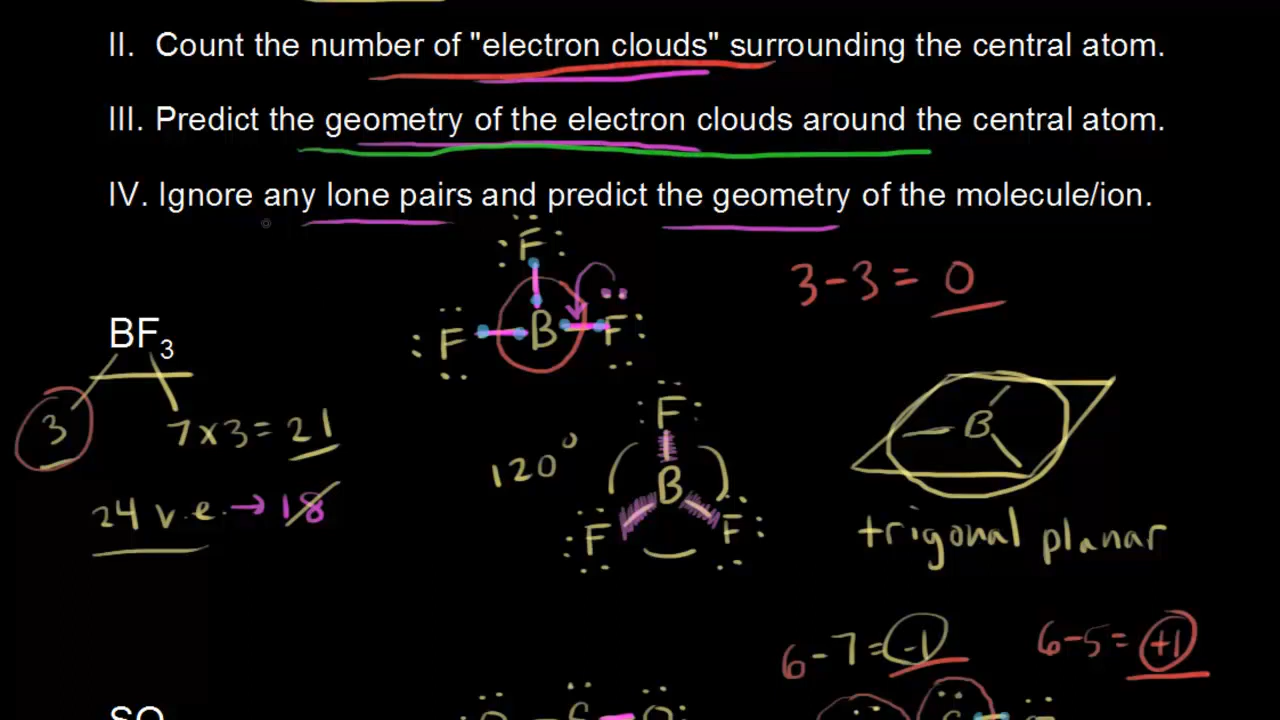 II. Count the number of "electron clouds" surrounding the central atom.
III. Predict the geometry of the electron clouds around the central atom.
IV. Ignore any lone pairs and predict the geometry of the molecule/ion.
F
F B F
3-3=0
BF3
3
7×3=21
24 v.e. → 18
120°
F
B
F F
B
trigonal planar
6-7=-1
6-5=+1